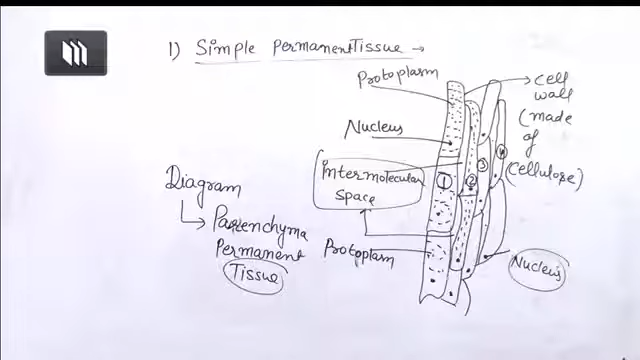 1) Simple Permanent Tissue →
Protoplasm
cell
wall
(made
of
cellulose)
Nucleus
Intermolecular
Space
1
2
3
4
Diagram
Parenchyma
Permanent
Tissue
Protoplasm
Nucleus